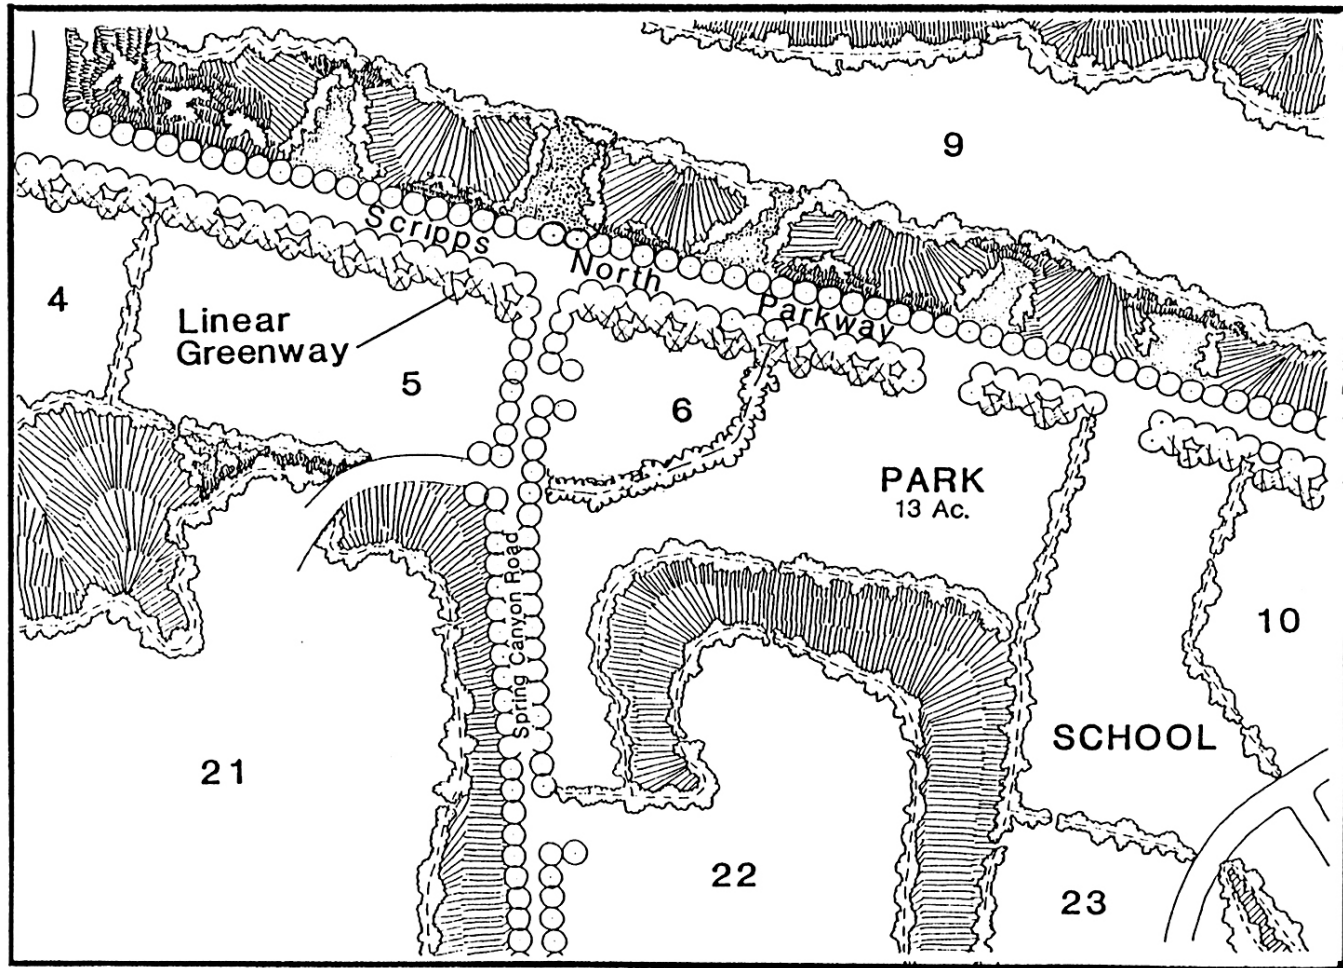 9
Scripps
North
Parkway
4
Linear
Greenway
5
6
PARK
13 Ac.
Spring Canyon Road
10
SCHOOL
21
22
23